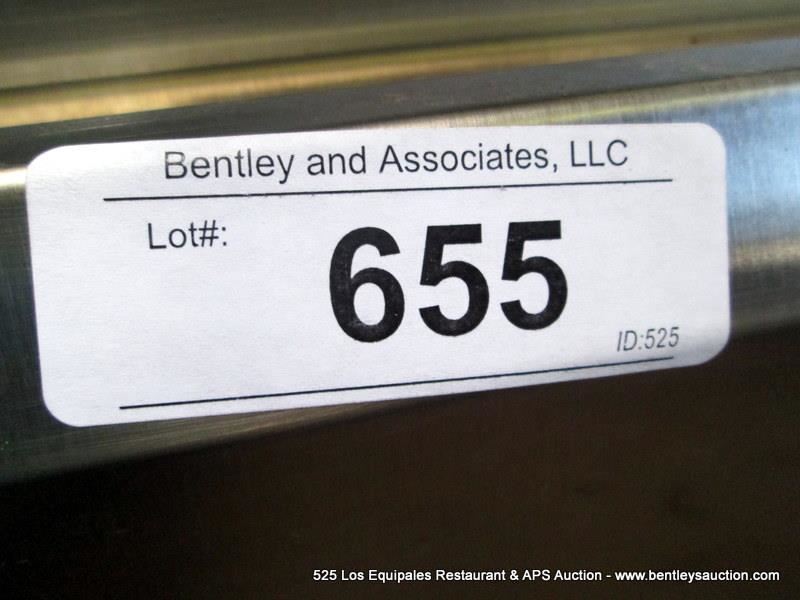 Bentley and Associates, LLC
Lot#:
655
ID:525
525 Los Equipales Restaurant & APS Auction - www.bentleysauction.com